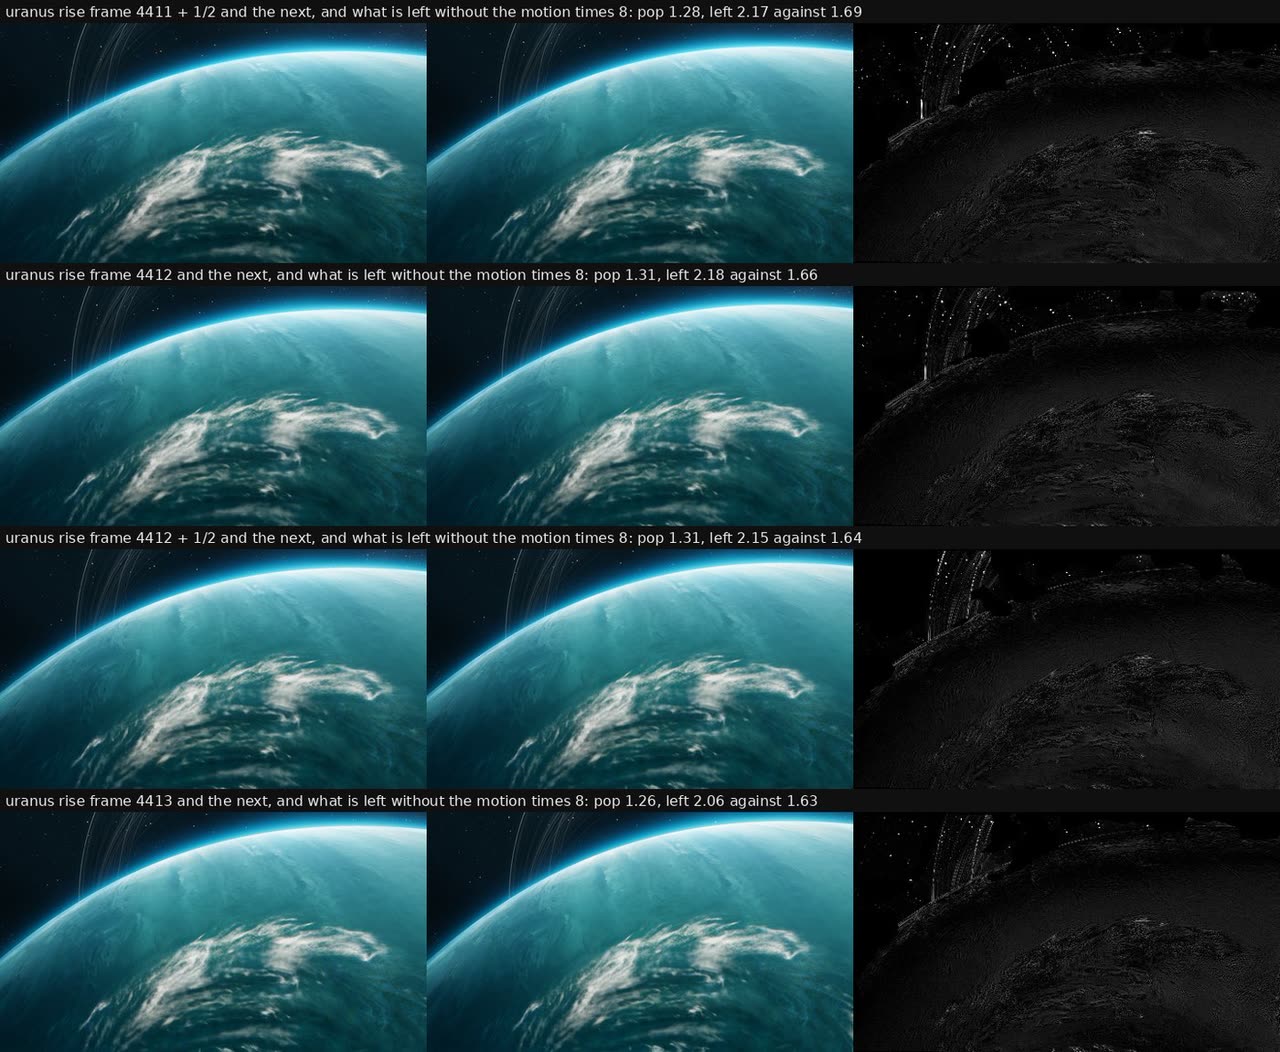 uranus rise frame 4411 + 1/2 and the next, and what is left without the motion times 8: pop 1.28, left 2.17 against 1.69
uranus rise frame 4412 and the next, and what is left without the motion times 8: pop 1.31, left 2.18 against 1.66
uranus rise frame 4412 + 1/2 and the next, and what is left without the motion times 8: pop 1.31, left 2.15 against 1.64
uranus rise frame 4413 and the next, and what is left without the motion times 8: pop 1.26, left 2.06 against 1.63